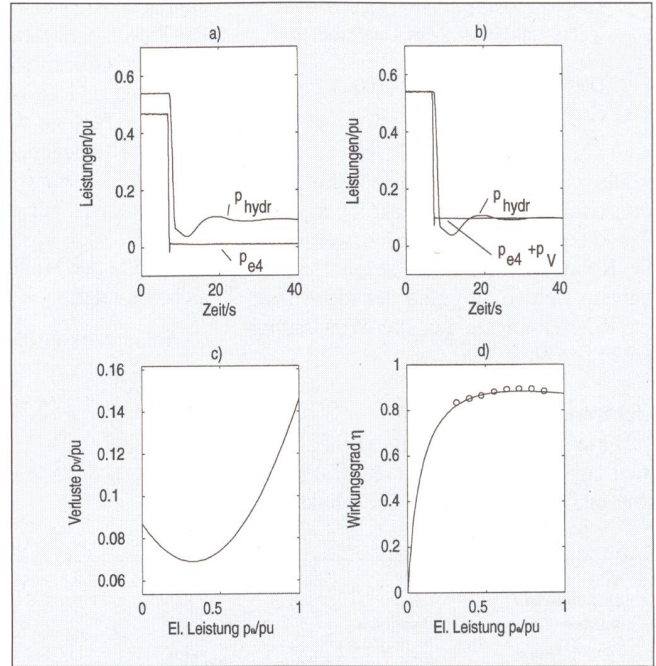 a)
Leistungen/pu
0.6
0.4
0.2
0
p hydr
p e4
0 20 40
Zeit/s
b)
Leistungen/pu
0.6
0.4
0.2
0
p hydr
p e4 +p V
0 20 40
Zeit/s
c)
Verluste pv/pu
0.16
0.14
0.12
0.1
0.08
0.06
0 0.5 1
El. Leistung pe/pu
d)
Wirkungsgrad η
1
0.8
0.6
0.4
0.2
0
0 0.5 1
El. Leistung pe/pu